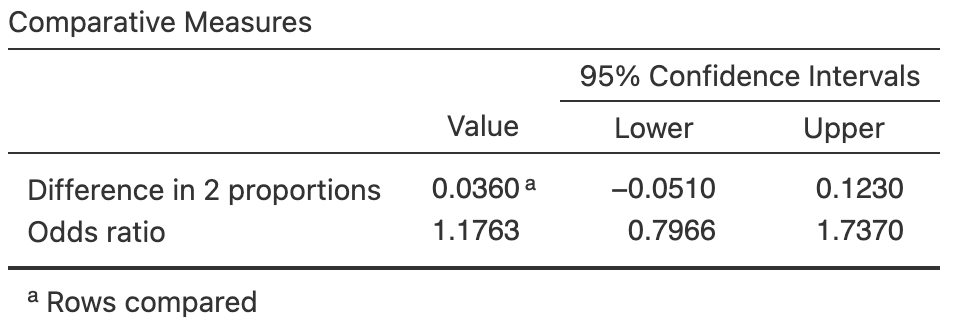 Comparative Measures
95% Confidence Intervals
Value Lower Upper
Difference in 2 proportions 0.0360 ᵃ −0.0510 0.1230
Odds ratio 1.1763 0.7966 1.7370
ᵃ Rows compared